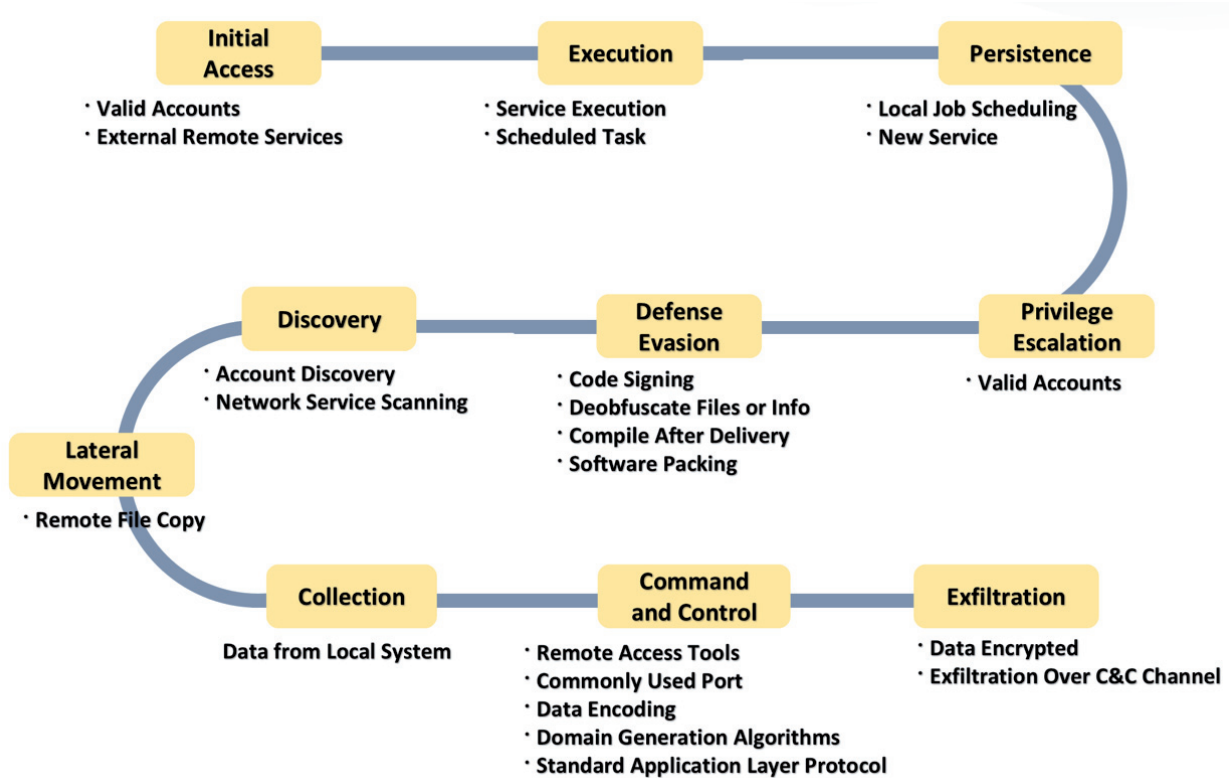 Initial
Access
Execution
Persistence
· Valid Accounts
· External Remote Services
· Service Execution
· Scheduled Task
· Local Job Scheduling
· New Service
Privilege
Escalation
· Valid Accounts
Defense
Evasion
· Code Signing
· Deobfuscate Files or Info
· Compile After Delivery
· Software Packing
Discovery
· Account Discovery
· Network Service Scanning
Lateral
Movement
· Remote File Copy
Collection
Data from Local System
Command
and Control
· Remote Access Tools
· Commonly Used Port
· Data Encoding
· Domain Generation Algorithms
· Standard Application Layer Protocol
Exfiltration
· Data Encrypted
· Exfiltration Over C&C Channel